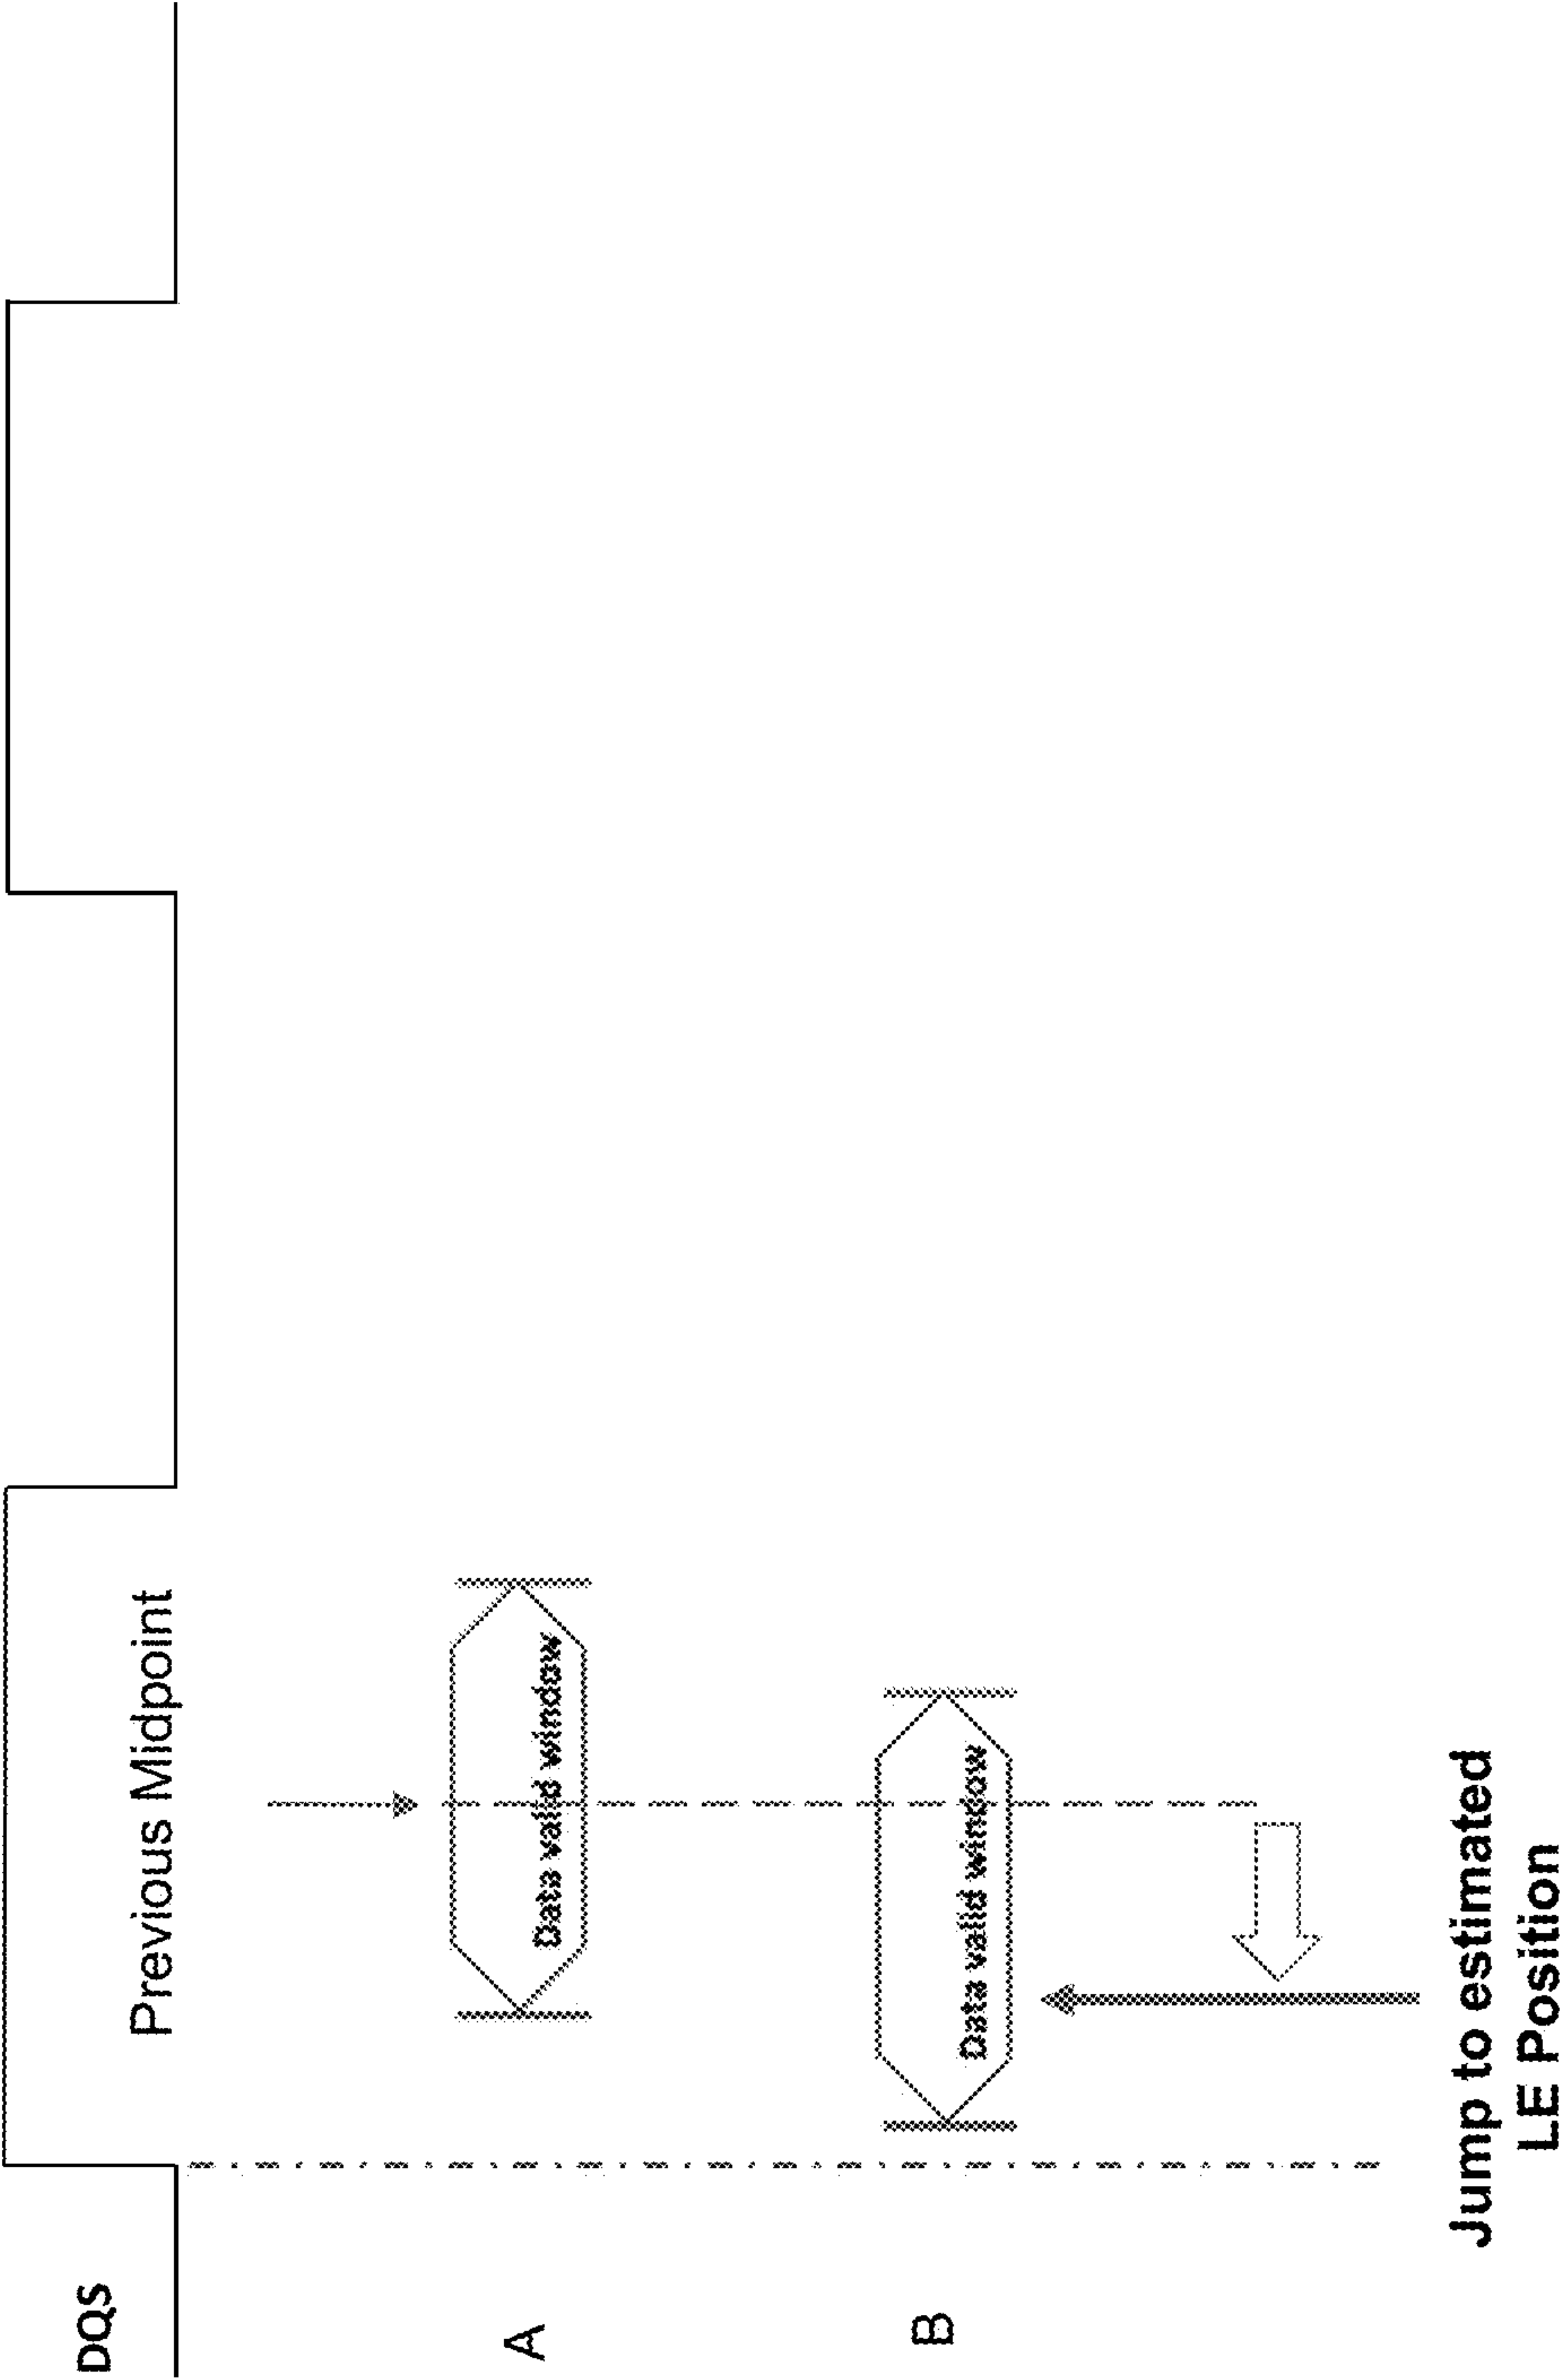 DQS
Previous Midpoint
A
Data valid window
B
Data valid window
Jump to estimated
LE Position